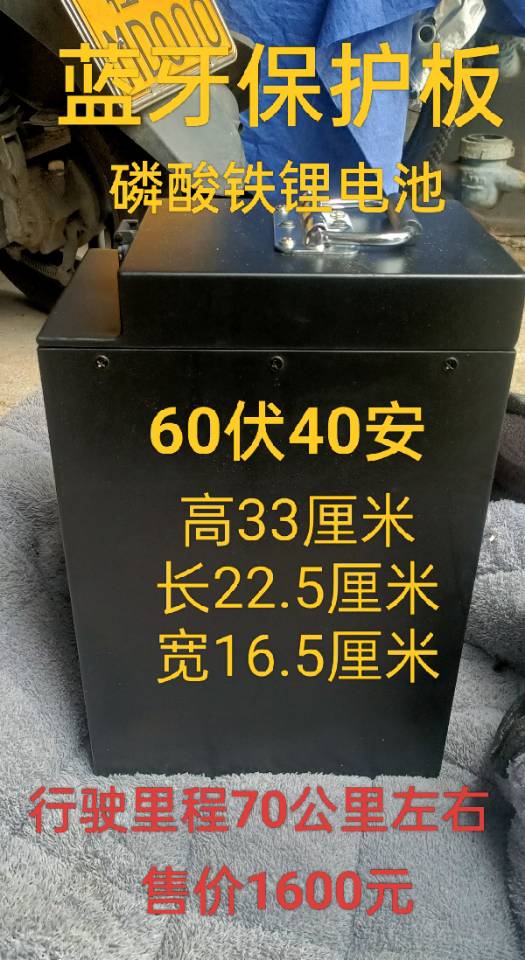 D000
蓝牙保护板
磷酸铁锂电池
60伏40安
高33厘米
长22.5厘米
宽16.5厘米
行驶里程70公里左右
售价1600元